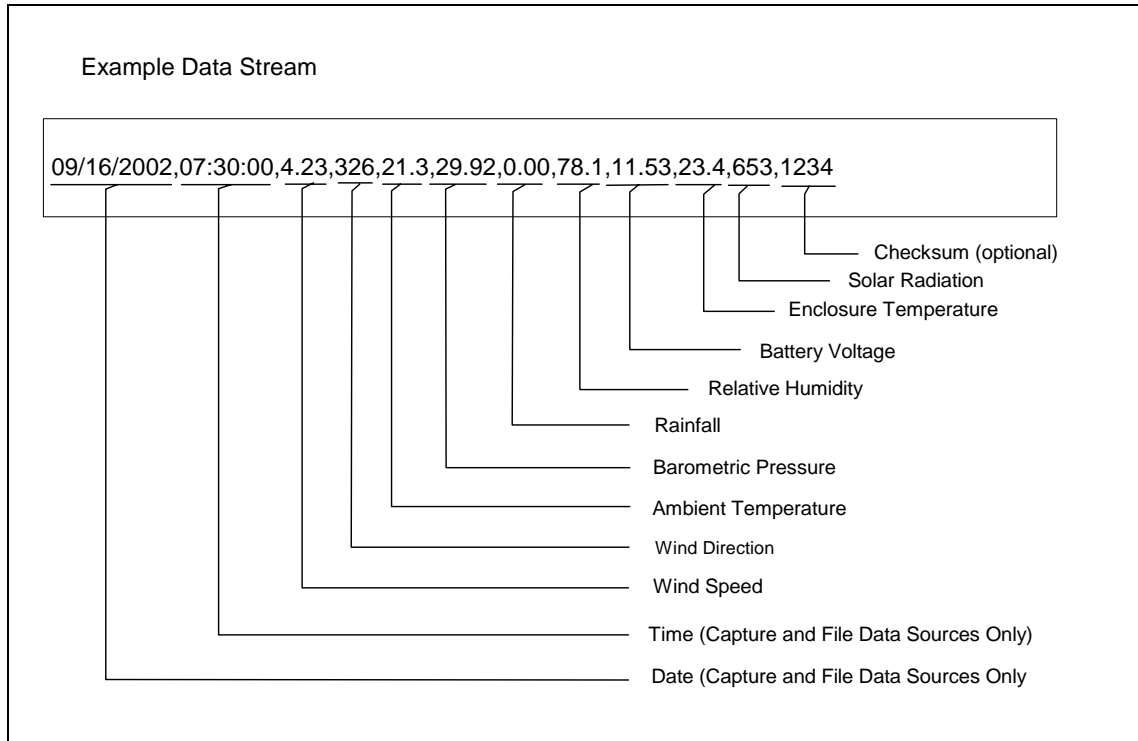 Example Data Stream
09/16/2002,07:30:00,4.23,326,21.3,29.92,0.00,78.1,11.53,23.4,653,1234
Checksum (optional)
Solar Radiation
Enclosure Temperature
Battery Voltage
Relative Humidity
Rainfall
Barometric Pressure
Ambient Temperature
Wind Direction
Wind Speed
Time (Capture and File Data Sources Only)
Date (Capture and File Data Sources Only